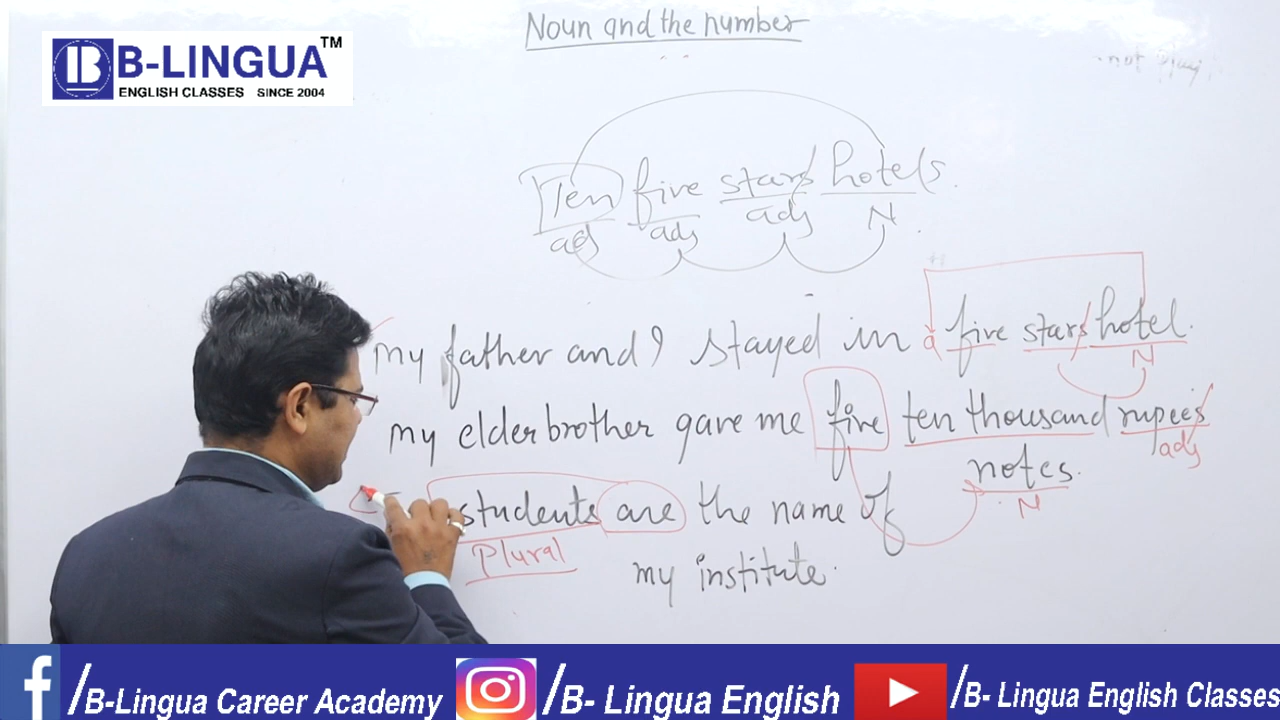 Noun and the number
B-LINGUA™
ENGLISH CLASSES SINCE 2004
not play
Ten five stars hotels.
adj adj adj N
My father and I stayed in a five stars hotel.
N
My elder brother gave me five ten thousand rupees
adj
notes.
N
students are the name of
Plural
my institute.
/B-Lingua Career Academy
/B- Lingua English
/B- Lingua English Classes